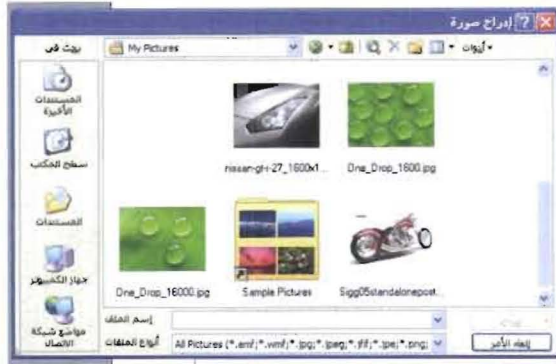 إدراج صورة
بحث في
My Pictures
أدوات
المستندات الأخيرة
سطح المكتب
المستندات
جهاز الكمبيوتر
مواضع شبكة الاتصال
nissan-gt-r-27_1600x1...
One_Drop_1600.jpg
One_Drop_16000.jpg
Sample Pictures
Sigg05standalonepost...
إسم الملف
أنواع الملفات
All Pictures (*.emf;*.wmf;*.jpg;*.jpeg;*.jfif;*.jpe;*.png;
إلغاء الأمر